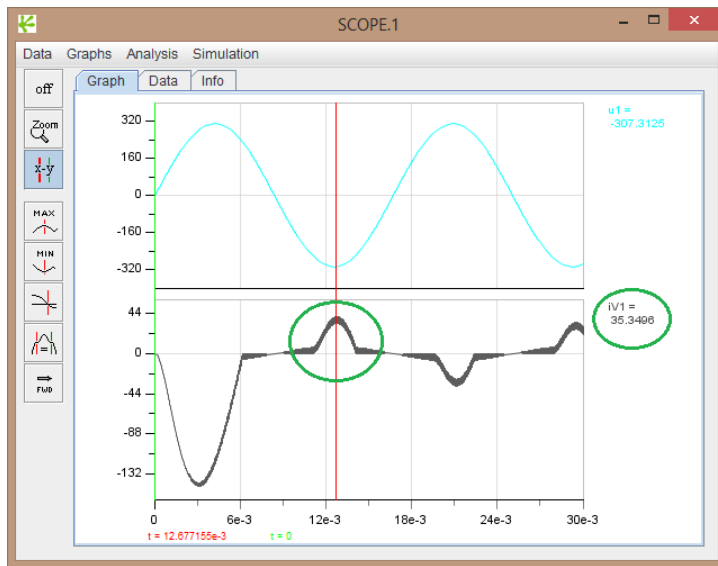 SCOPE.1
Data Graphs Analysis Simulation
off
Graph Data Info
Zoom
x-y
MAX
MIN
FWD
320
160
0
-160
-320
u1 =
-307.3125
44
0
-44
-88
-132
iV1 =
35.3496
0 6e-3 12e-3 18e-3 24e-3 30e-3
t = 12.677155e-3 t = 0